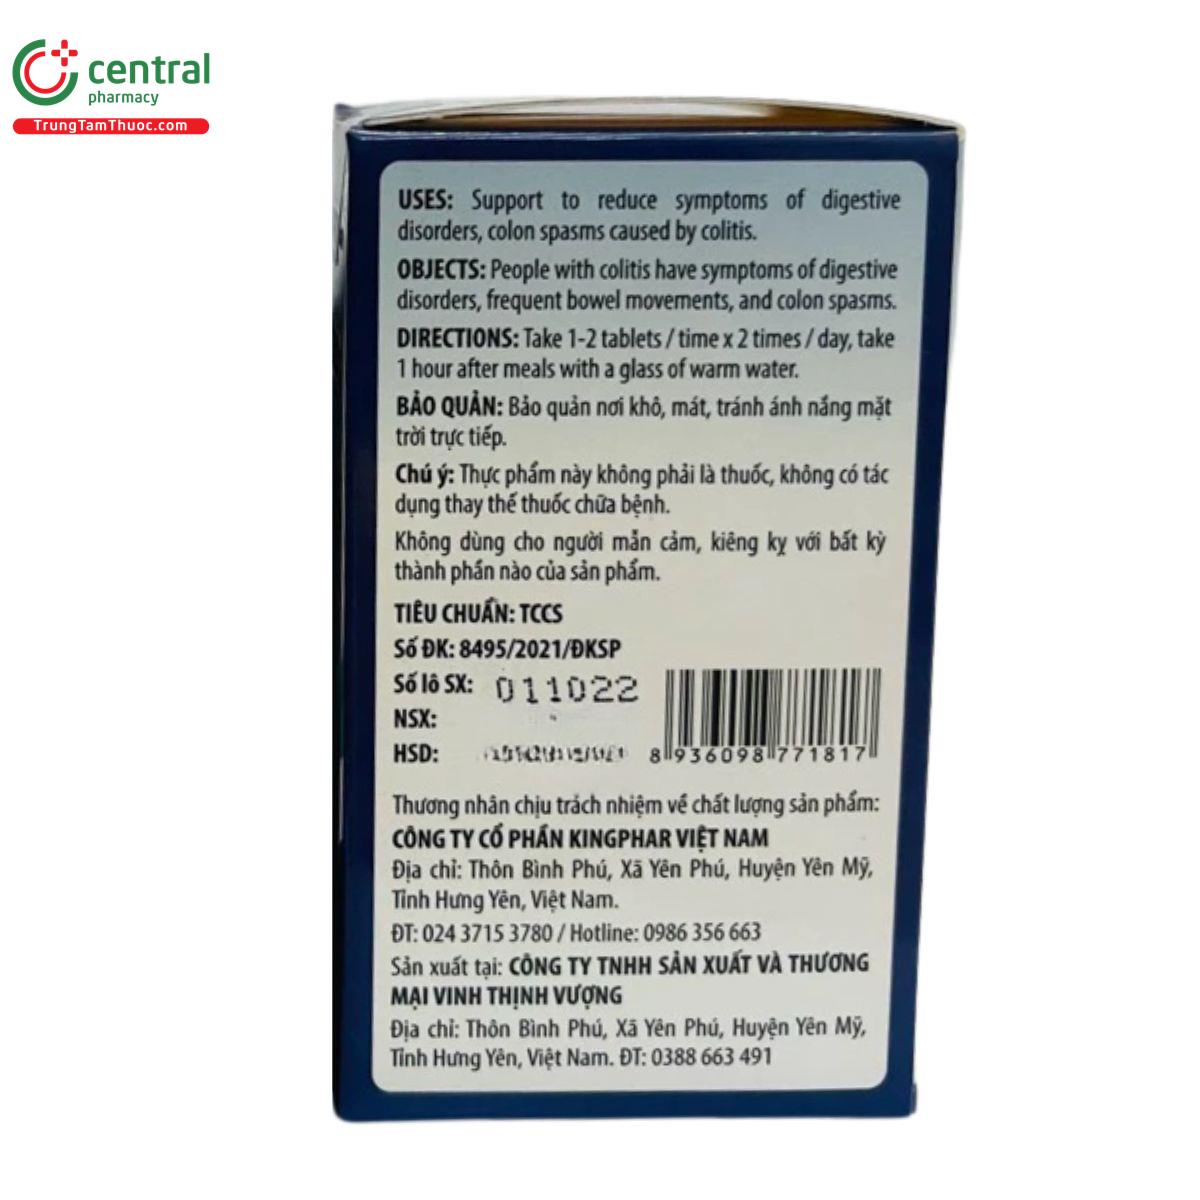 central
pharmacy
TrungTamThuoc.com
USES: Support to reduce symptoms of digestive
disorders, colon spasms caused by colitis.
OBJECTS: People with colitis have symptoms of digestive
disorders, frequent bowel movements, and colon spasms.
DIRECTIONS: Take 1-2 tablets / time x 2 times / day, take
1 hour after meals with a glass of warm water.
BẢO QUẢN: Bảo quản nơi khô, mát, tránh ánh nắng mặt
trời trực tiếp.
Chú ý: Thực phẩm này không phải là thuốc, không có tác
dụng thay thế thuốc chữa bệnh.
Không dùng cho người mẫn cảm, kiêng kỵ với bất kỳ
thành phần nào của sản phẩm.
TIÊU CHUẨN: TCCS
Số ĐK: 8495/2021/ĐKSP
Số lô SX: 011022
NSX:
HSD:
8 936098 771817
Thương nhân chịu trách nhiệm về chất lượng sản phẩm:
CÔNG TY CỔ PHẦN KINGPHAR VIỆT NAM
Địa chỉ: Thôn Bình Phú, Xã Yên Phú, Huyện Yên Mỹ,
Tỉnh Hưng Yên, Việt Nam.
ĐT: 024 3715 3780 / Hotline: 0986 356 663
Sản xuất tại: CÔNG TY TNHH SẢN XUẤT VÀ THƯƠNG
MẠI VINH THỊNH VƯỢNG
Địa chỉ: Thôn Bình Phú, Xã Yên Phú, Huyện Yên Mỹ,
Tỉnh Hưng Yên, Việt Nam. ĐT: 0388 663 491